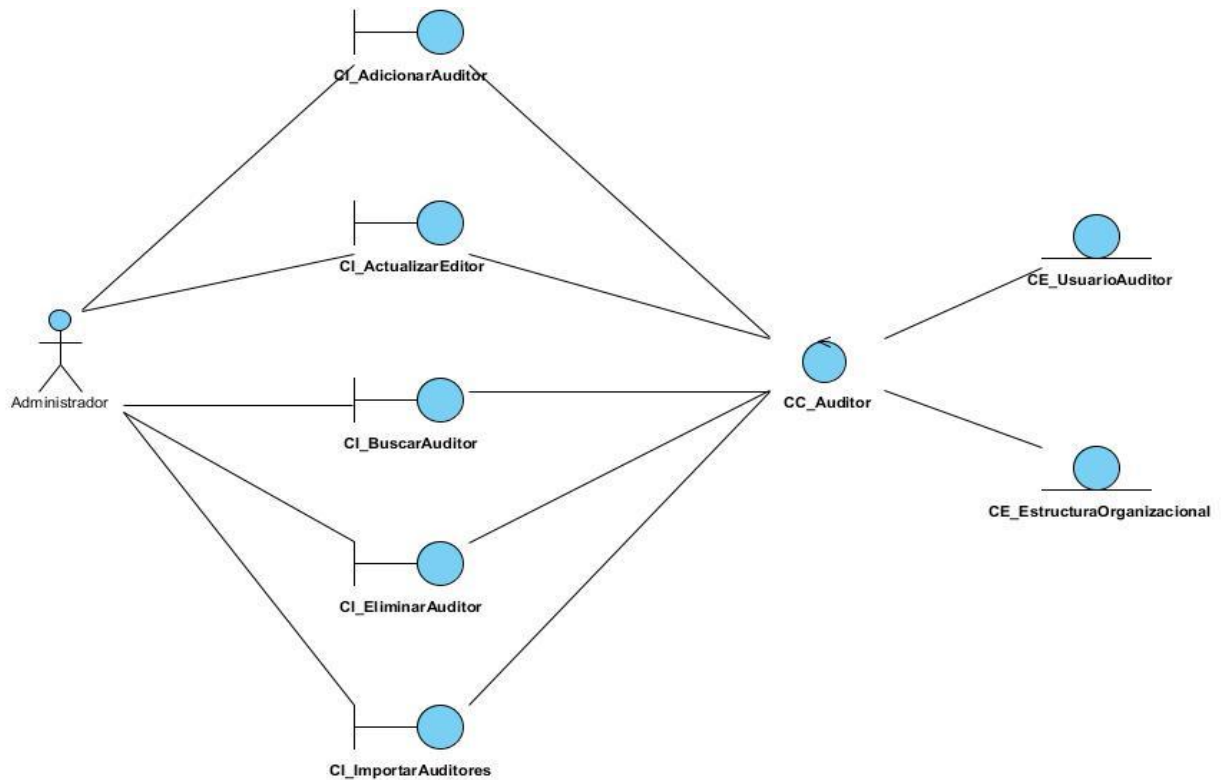 CI_AdicionarAuditor
CI_ActualizarEditor
CE_UsuarioAuditor
Administrador
CC_Auditor
CI_BuscarAuditor
CE_EstructuraOrganizacional
CI_EliminarAuditor
CI_ImportarAuditores